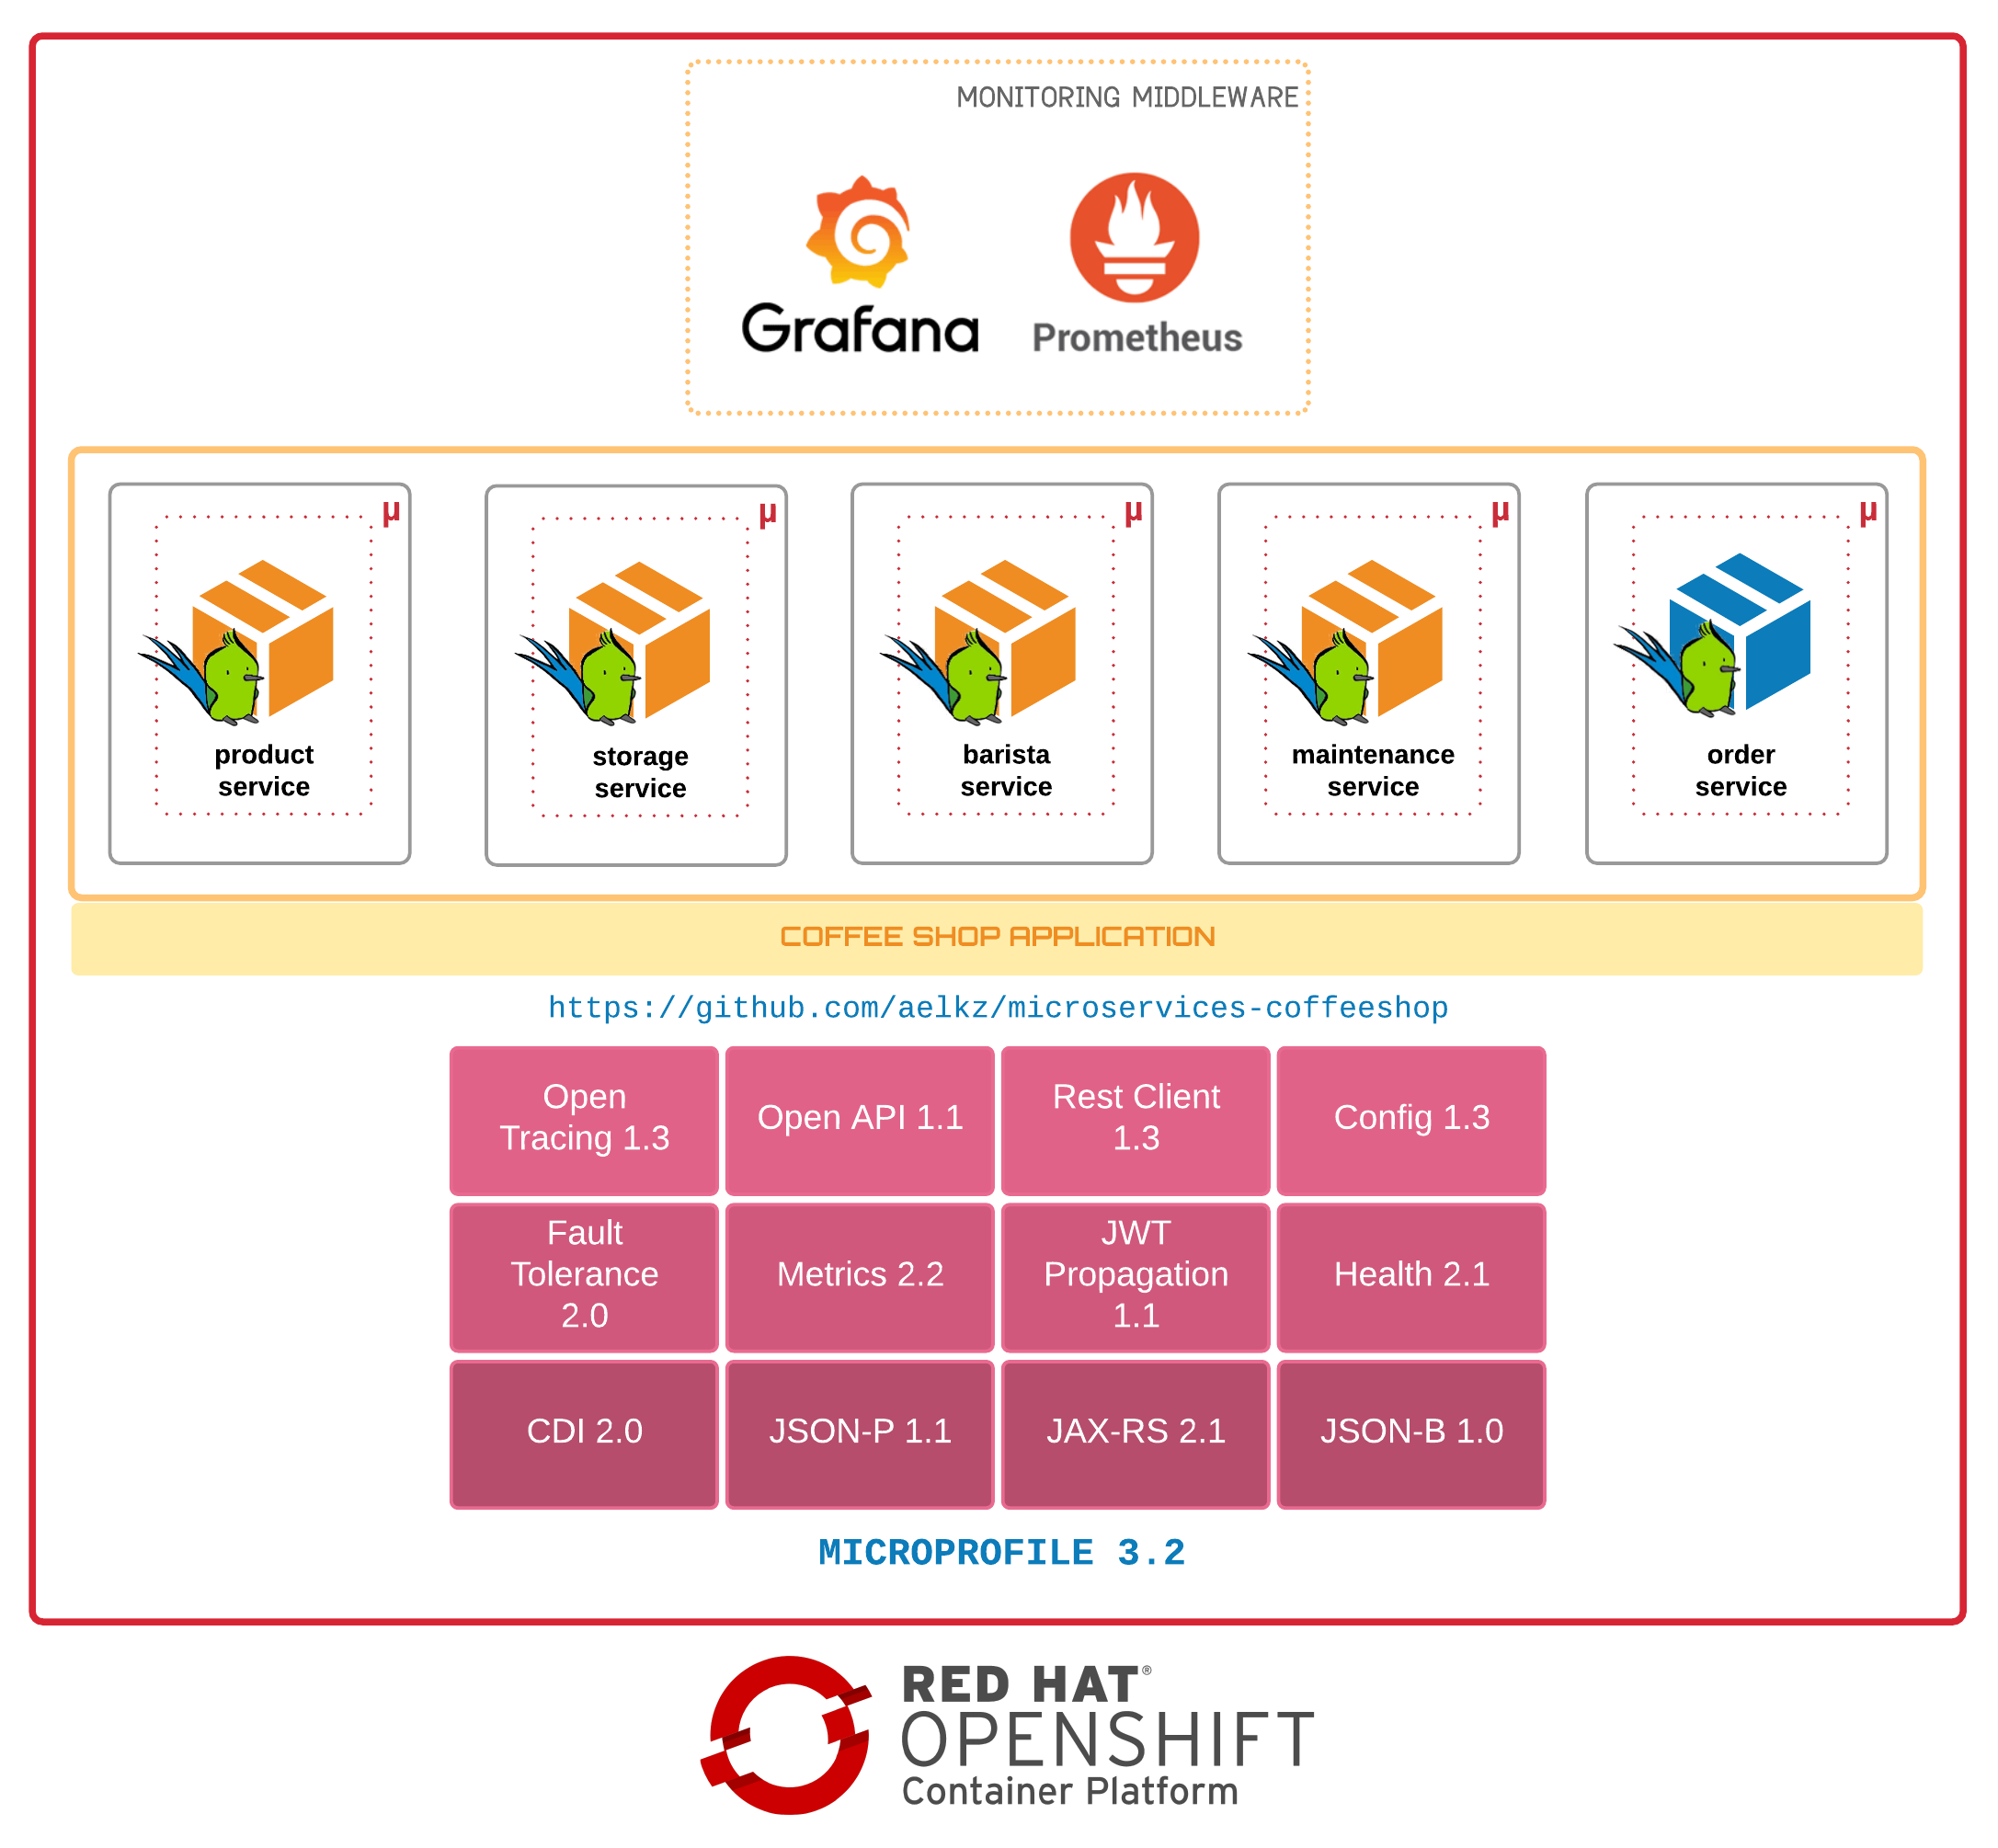 MONITORING MIDDLEWARE
Grafana
Prometheus
µ
µ
µ
µ
µ
product
service
storage
service
barista
service
maintenance
service
order
service
COFFEE SHOP APPLICATION
https://github.com/aelkz/microservices-coffeeshop
Open
Tracing 1.3
Open API 1.1
Rest Client
1.3
Config 1.3
Fault
Tolerance
2.0
Metrics 2.2
JWT
Propagation
1.1
Health 2.1
CDI 2.0
JSON-P 1.1
JAX-RS 2.1
JSON-B 1.0
MICROPROFILE 3.2
RED HAT®
OPENSHIFT
Container Platform